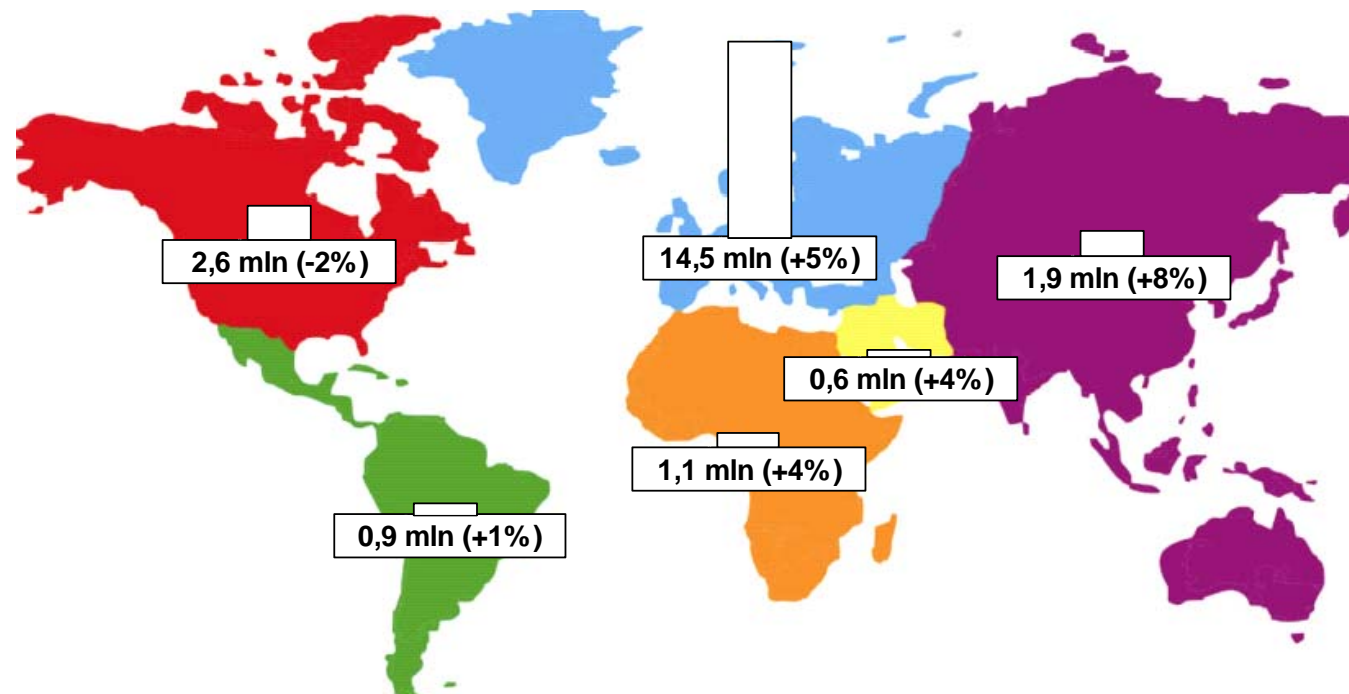 2,6 mln (-2%)
14,5 mln (+5%)
1,9 mln (+8%)
0,6 mln (+4%)
1,1 mln (+4%)
0,9 mln (+1%)